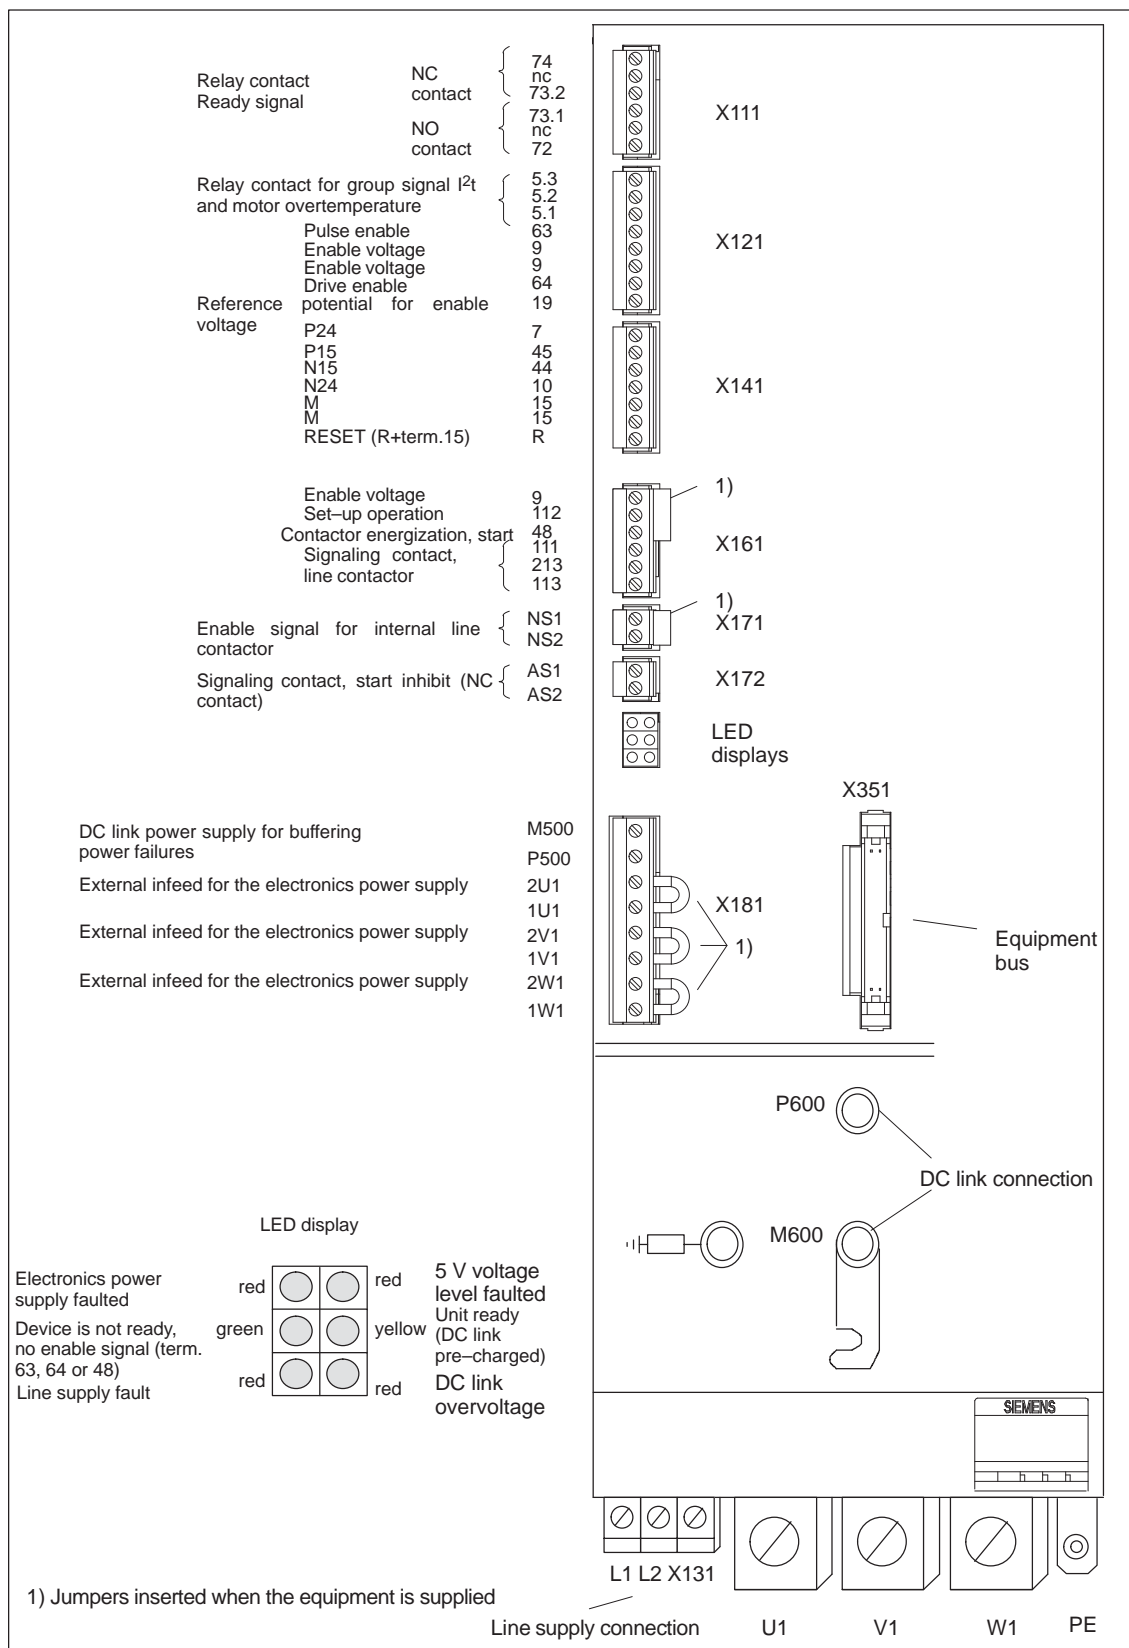 Relay contact
Ready signal
NC
contact
74
nc
73.2
NO
contact
73.1
nc
72
X111
Relay contact for group signal I2t
and motor overtemperature
5.3
5.2
5.1
Pulse enable 63
Enable voltage 9
Enable voltage 9
Drive enable 64
Reference potential for enable
voltage
19
X121
P24 7
P15 45
N15 44
N24 10
M 15
M 15
RESET (R+term.15) R
X141
Enable voltage 9
Set–up operation 112
Contactor energization, start 48
Signaling contact,
line contactor
111
213
113
1)
X161
Enable signal for internal line
contactor
NS1
NS2
1)
X171
Signaling contact, start inhibit (NC
contact)
AS1
AS2
X172
LED
displays
X351
DC link power supply for buffering
power failures
M500
P500
External infeed for the electronics power supply 2U1
1U1
External infeed for the electronics power supply 2V1
1V1
External infeed for the electronics power supply 2W1
1W1
X181
1)
Equipment
bus
P600
DC link connection
M600
LED display
Electronics power
supply faulted
red
red
5 V voltage
level faulted
Device is not ready,
no enable signal (term.
63, 64 or 48)
green
yellow
Unit ready
(DC link
pre–charged)
Line supply fault
red
red
DC link
overvoltage
SIEMENS
L1 L2 X131
1) Jumpers inserted when the equipment is supplied
Line supply connection
U1
V1
W1
PE